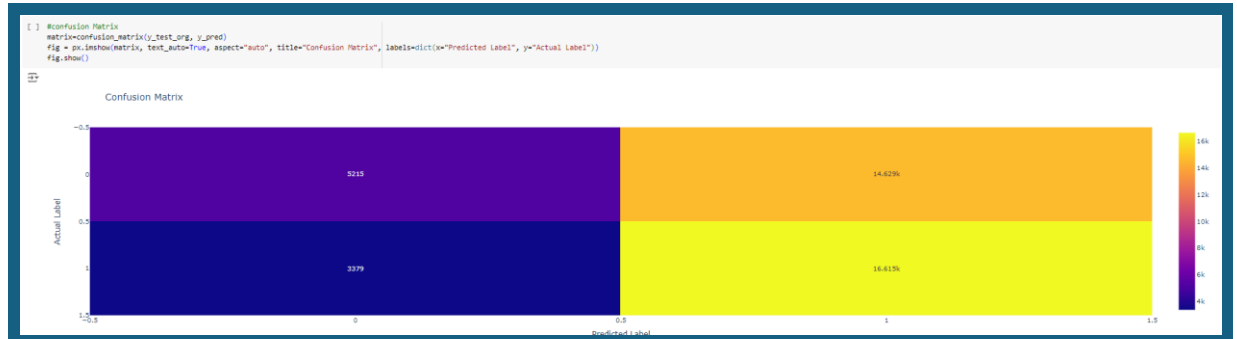 [ ] #confusion Matrix
matrix=confusion_matrix(y_test_org, y_pred)
fig = px.imshow(matrix, text_auto=True, aspect="auto", title="Confusion Matrix", labels=dict(x="Predicted Label", y="Actual Label"))
fig.show()
Confusion Matrix
−0.5
0
0.5
1
1.5
Actual Label
5215
14.629k
3379
16.615k
−0.5
0
0.5
1
1.5
Predicted Label
16k
14k
12k
10k
8k
6k
4k